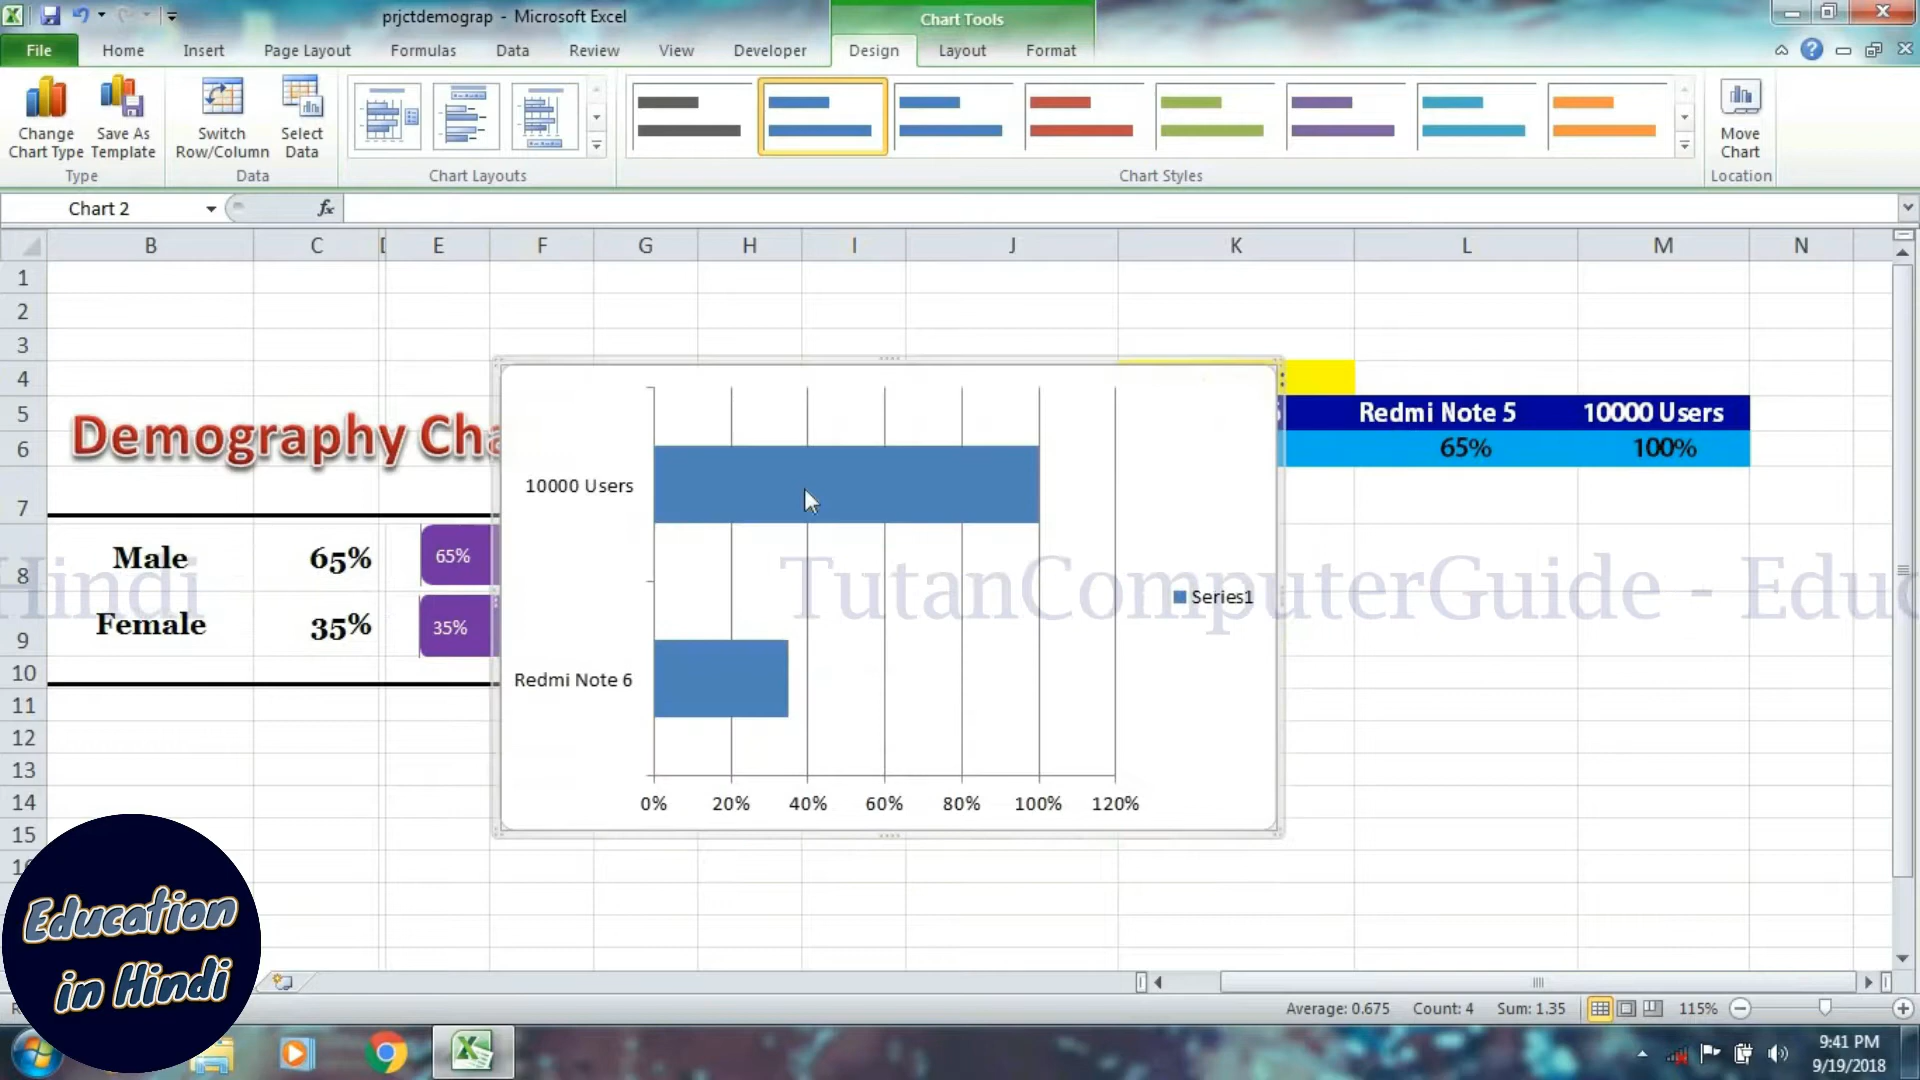 prjctdemograp - Microsoft Excel
Chart Tools
File Home Insert Page Layout Formulas Data Review View Developer Design Layout Format
Change Chart Type
Save As Template
Switch Row/Column
Select Data
Move Chart
Type Data Chart Layouts Chart Styles Location
Chart 2 fx
B C E F G H I J K L M N
1
2
3
4
5 Redmi Note 5 10000 Users
6 65% 100%
Demography Cha
7
8 Male 65% 65%
9 Female 35% 35%
10
11
12
13
14
15
10000 Users
Redmi Note 6
Series1
0% 20% 40% 60% 80% 100% 120%
Hindi TutanComputerGuide - Educ
Education
in Hindi
Average: 0.675 Count: 4 Sum: 1.35 115%
9:41 PM
9/19/2018